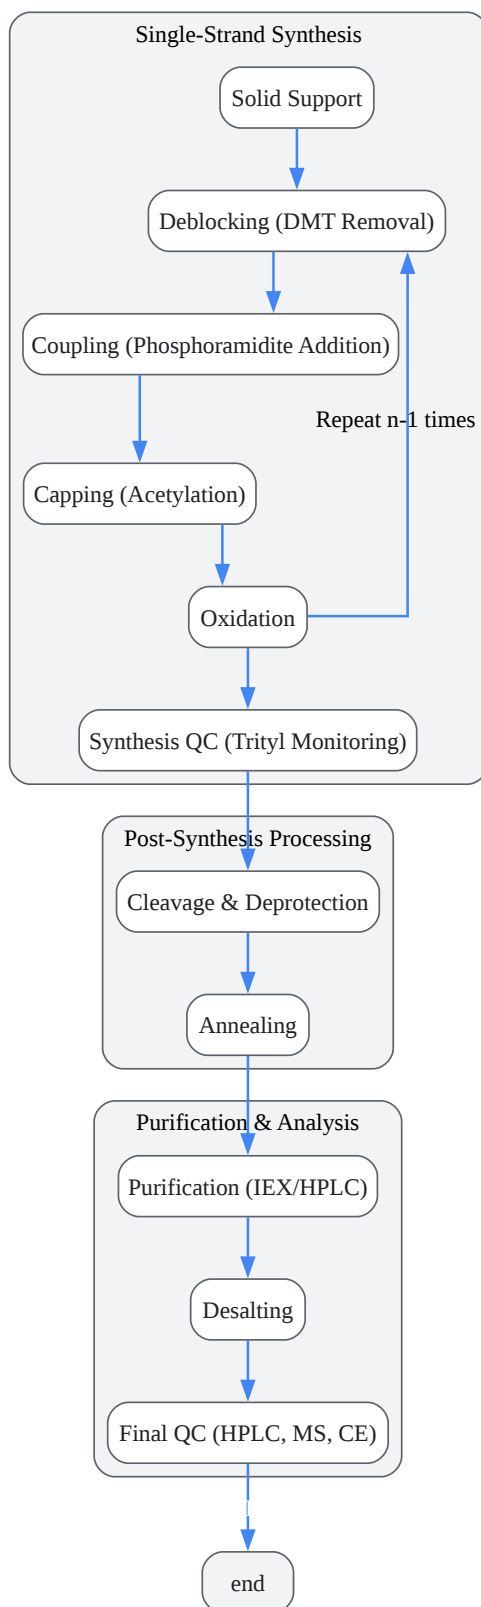 Single-Strand Synthesis
Solid Support
Deblocking (DMT Removal)
Coupling (Phosphoramidite Addition)
Repeat n-1 times
Capping (Acetylation)
Oxidation
Synthesis QC (Trityl Monitoring)
Post-Synthesis Processing
Cleavage & Deprotection
Annealing
Purification & Analysis
Purification (IEX/HPLC)
Desalting
Final QC (HPLC, MS, CE)
end